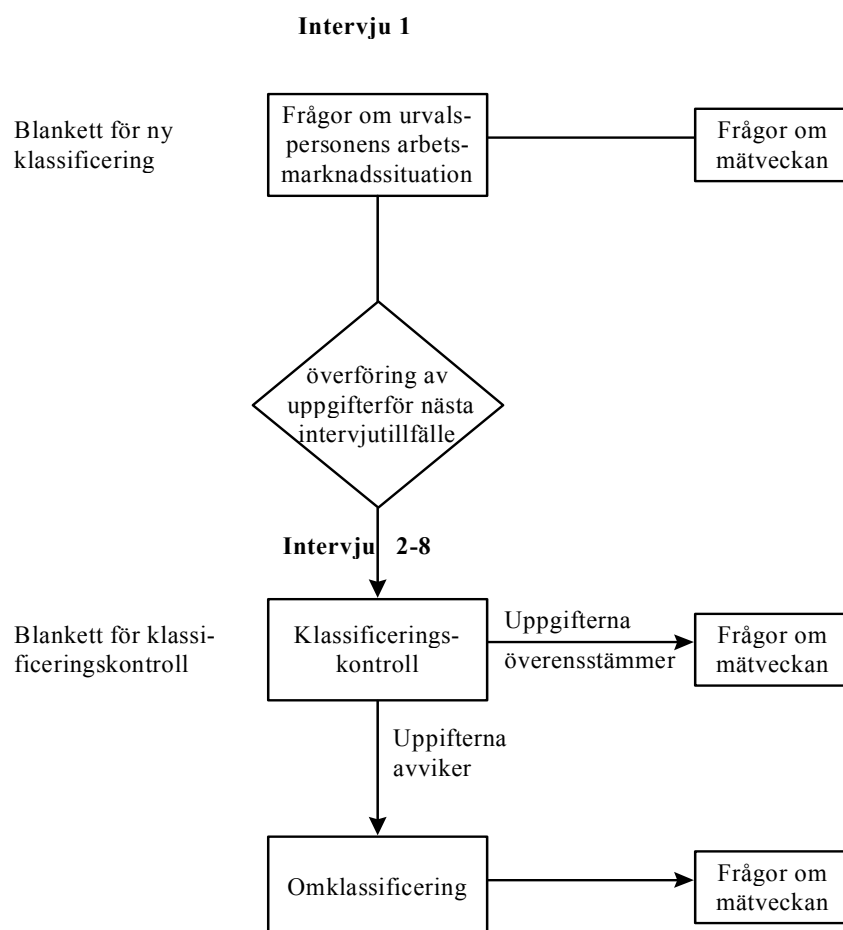 Intervju 1
Blankett för ny
klassificering
Frågor om urvals-
personens arbets-
marknadssituation
Frågor om
mätveckan
överföring av
uppgifterför nästa
intervjutillfälle
Intervju 2-8
Blankett för klassi-
ficeringskontroll
Klassificerings-
kontroll
Uppgifterna
överensstämmer
Frågor om
mätveckan
Uppifterna
avviker
Omklassificering
Frågor om
mätveckan